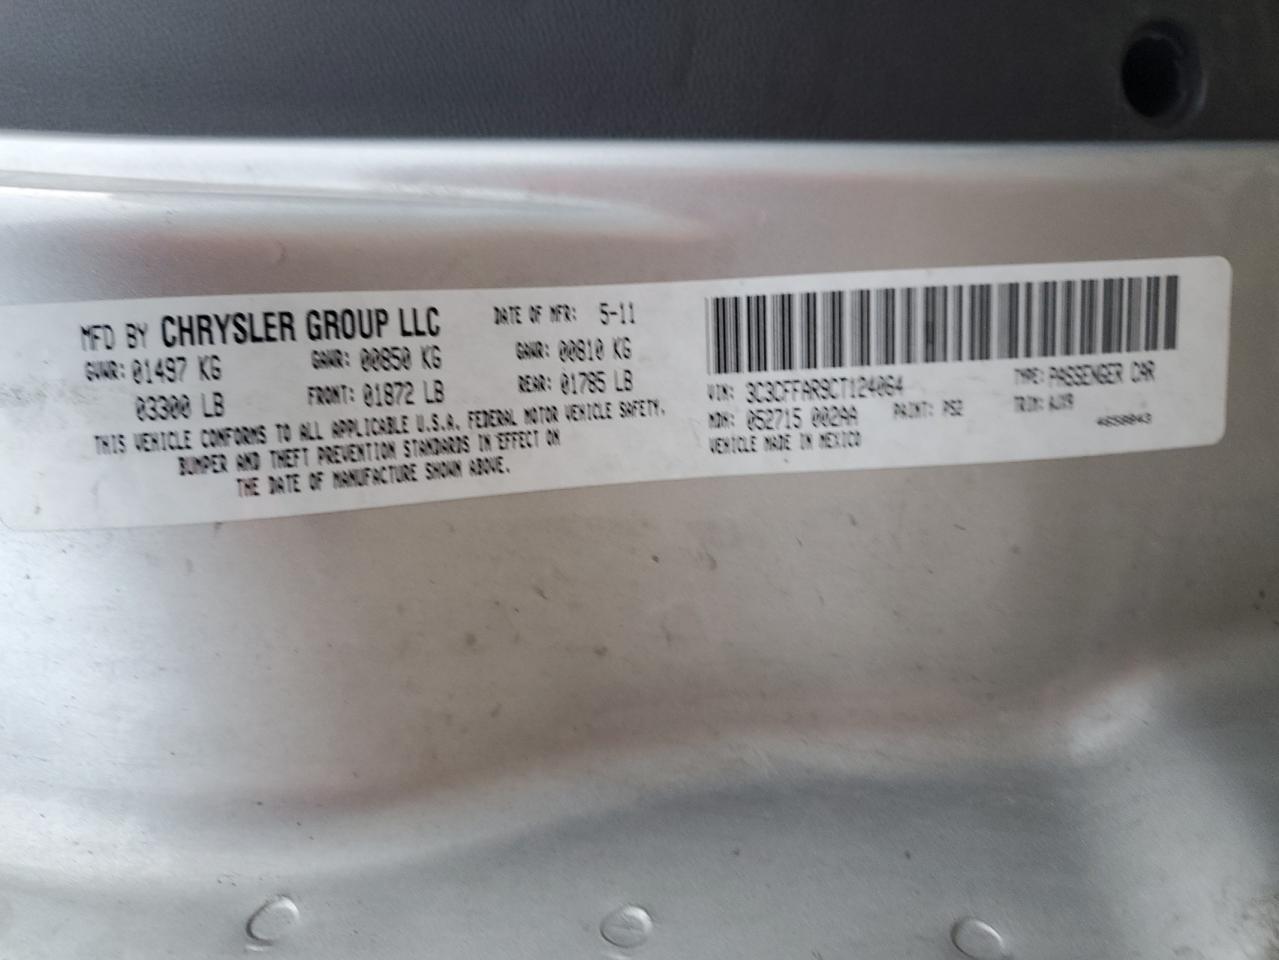 MFD BY CHRYSLER GROUP LLC DATE OF MFR: 5-11
GVWR: 01497 KG GAWR: 00850 KG GAWR: 00810 KG
03300 LB FRONT: 01872 LB REAR: 01785 LB
THIS VEHICLE CONFORMS TO ALL APPLICABLE U.S.A. FEDERAL MOTOR VEHICLE SAFETY,
BUMPER AND THEFT PREVENTION STANDARDS IN EFFECT ON
THE DATE OF MANUFACTURE SHOWN ABOVE.
VIN: 3C3CFFAR9CT124064 TYPE: PASSENGER CAR
MDH: 052715 002AA PAINT: PS2 TRIM: AJX9
VEHICLE MADE IN MEXICO